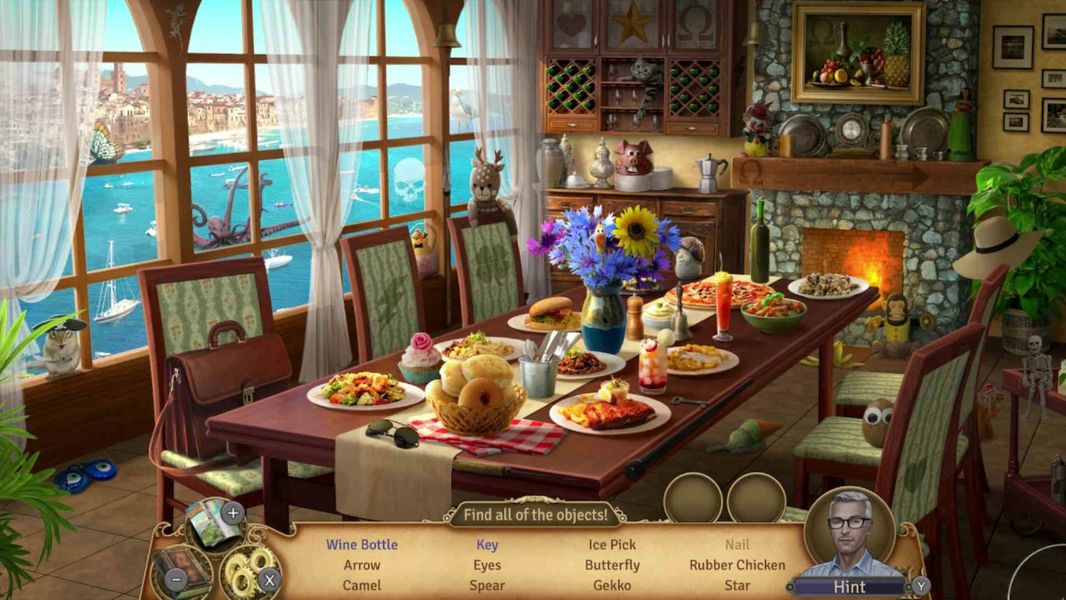 Find all of the objects!
Wine Bottle Key Ice Pick Nail
Arrow Eyes Butterfly Rubber Chicken
Camel Spear Gekko Star
Hint
+
−
X
Y